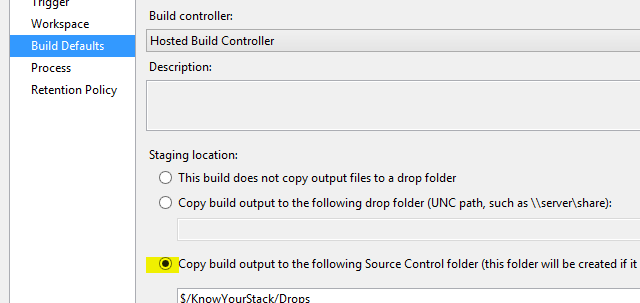 Trigger
Workspace
Build Defaults
Process
Retention Policy
Build controller:
Hosted Build Controller
Description:
Staging location:
This build does not copy output files to a drop folder
Copy build output to the following drop folder (UNC path, such as \\server\share):
Copy build output to the following Source Control folder (this folder will be created if it
$/KnowYourStack/Drops